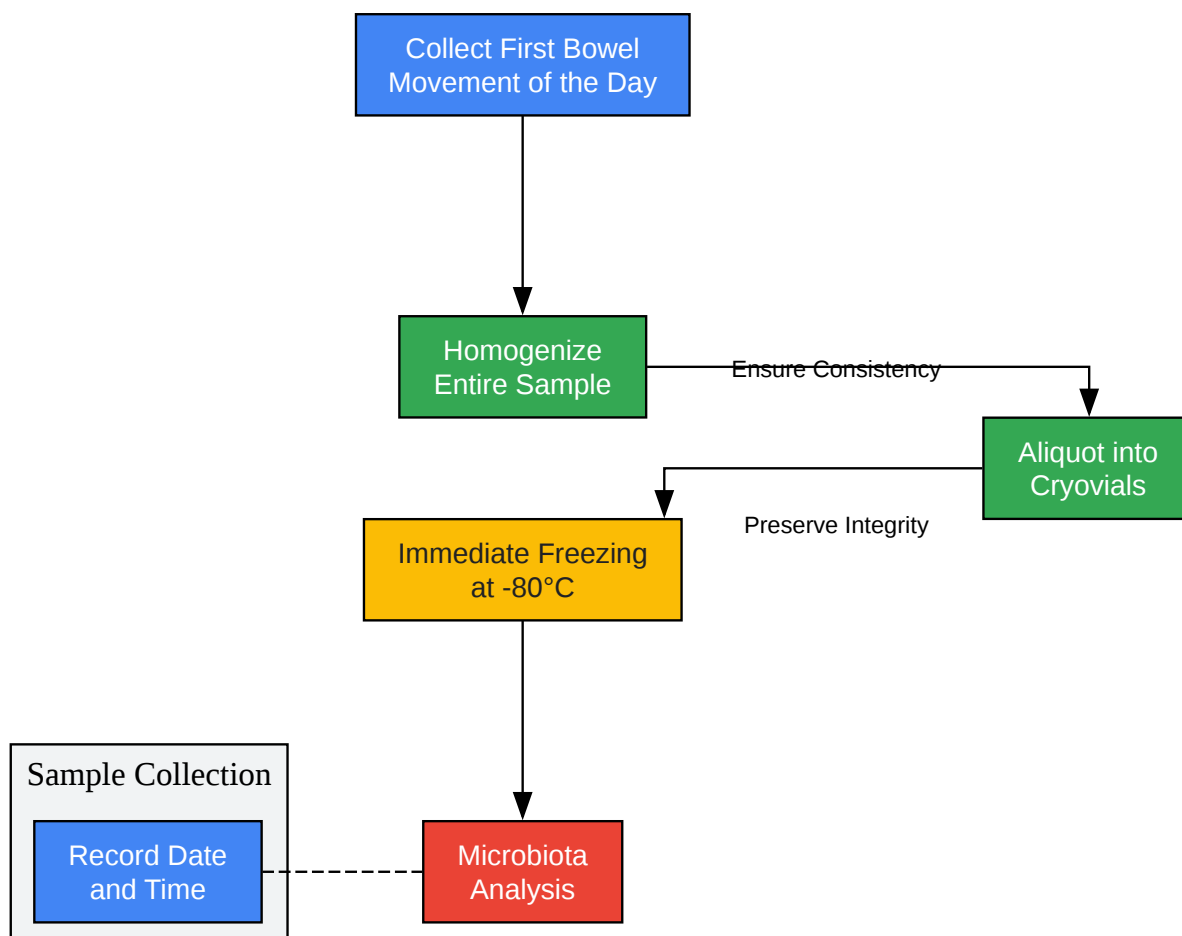 Collect First Bowel
Movement of the Day
Homogenize
Entire Sample
Ensure Consistency
Aliquot into
Cryovials
Preserve Integrity
Immediate Freezing
at -80°C
Sample Collection
Record Date
and Time
Microbiota
Analysis